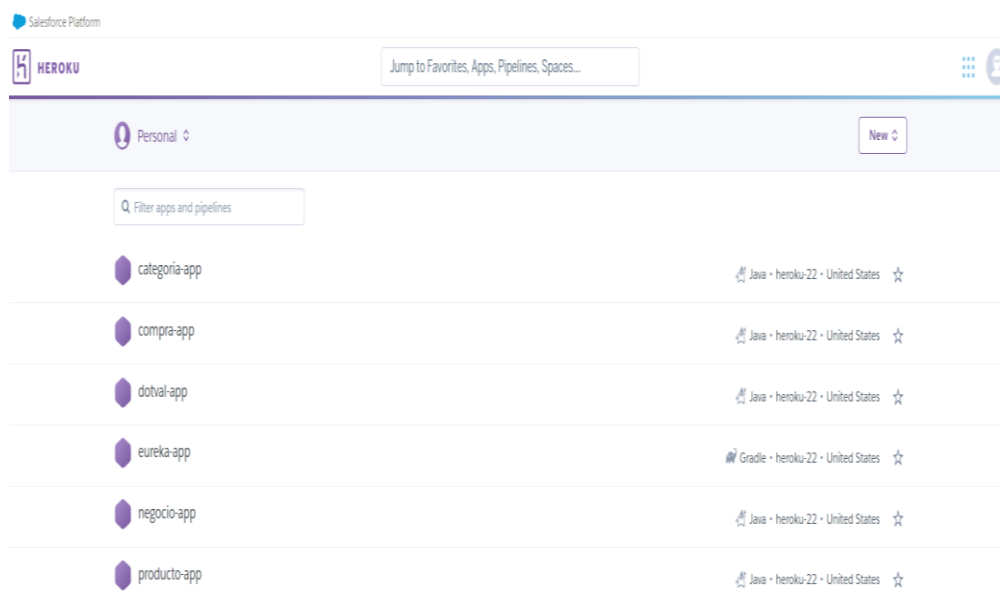 Salesforce Platform
HEROKU
Jump to Favorites, Apps, Pipelines, Spaces...
Personal
New
Filter apps and pipelines
categoria-app
Java • heroku-22 • United States
compra-app
Java • heroku-22 • United States
dotval-app
Java • heroku-22 • United States
eureka-app
Gradle • heroku-22 • United States
negocio-app
Java • heroku-22 • United States
producto-app
Java • heroku-22 • United States